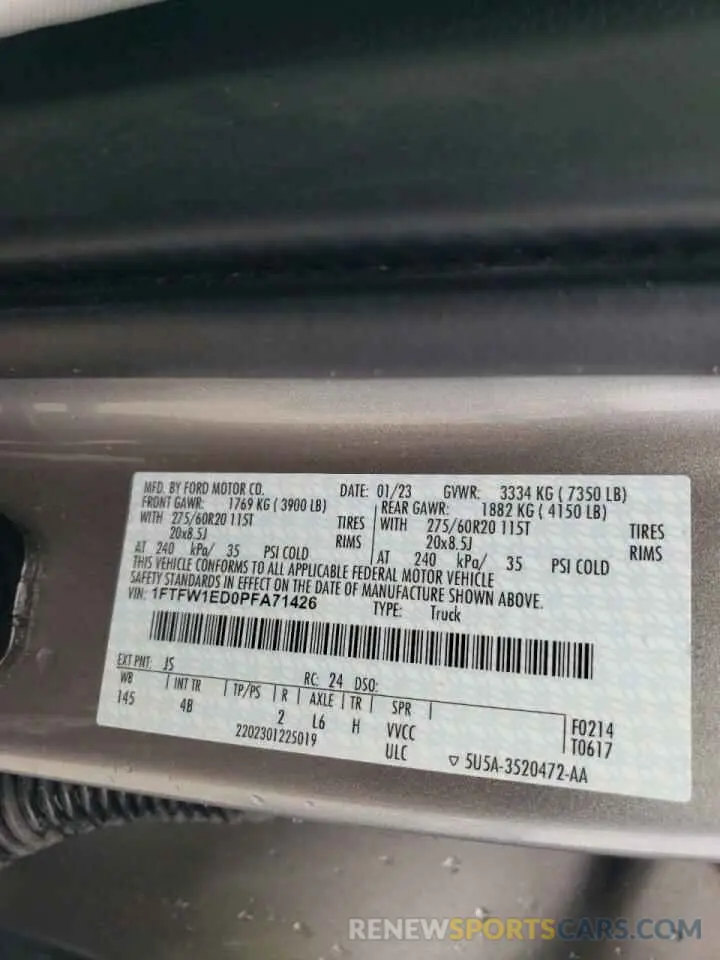 MFD. BY FORD MOTOR CO. DATE: 01/23 GVWR: 3334 KG ( 7350 LB)
FRONT GAWR: 1769 KG ( 3900 LB) REAR GAWR: 1882 KG ( 4150 LB)
WITH 275/60R20 115T TIRES WITH 275/60R20 115T TIRES
20x8.5J RIMS 20x8.5J RIMS
AT 240 kPa/ 35 PSI COLD AT 240 kPa/ 35 PSI COLD
THIS VEHICLE CONFORMS TO ALL APPLICABLE FEDERAL MOTOR VEHICLE
SAFETY STANDARDS IN EFFECT ON THE DATE OF MANUFACTURE SHOWN ABOVE.
VIN: 1FTFW1ED0PFA71426 TYPE: Truck
EXT PNT: JS RC: 24 DSO:
WB INT TR TP/PS R AXLE TR SPR
145 4B 2 L6 H VVCC F0214
2202301225019 ULC T0617
5U5A-3520472-AA
RENEWSPORTSCARS.COM